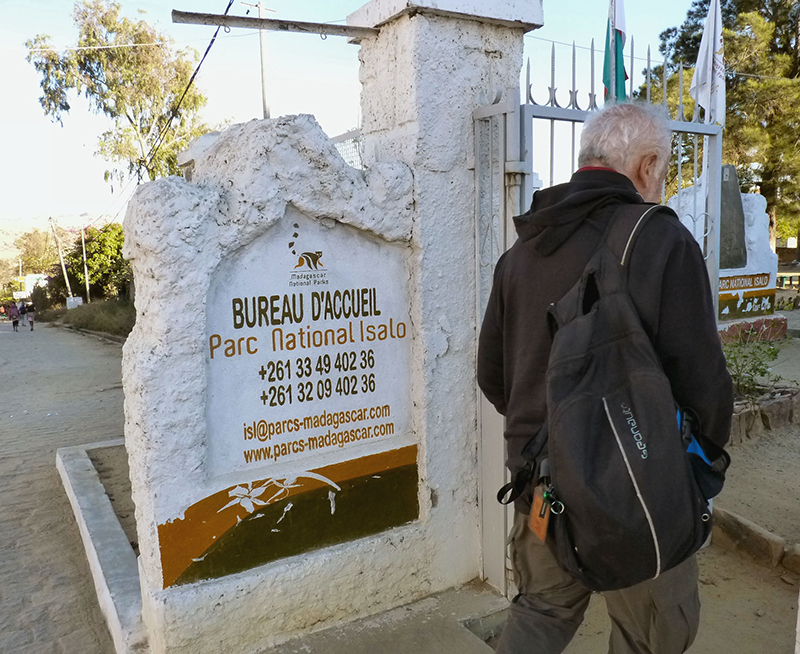 Madagascar
National Parks
BUREAU D'ACCUEIL
Parc National Isalo
+261 33 49 402 36
+261 32 09 402 36
isl@parcs-madagascar.com
www.parcs-madagascar.com
PARC NATIONAL ISALO